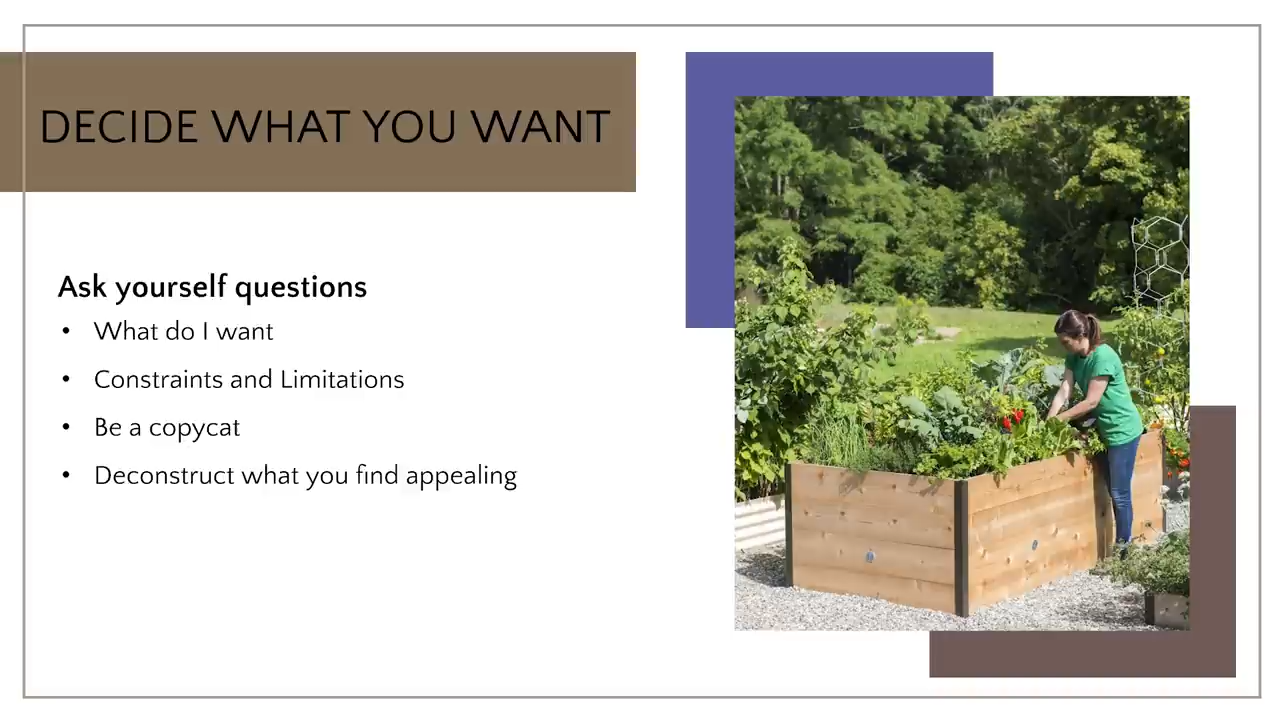 DECIDE WHAT YOU WANT
Ask yourself questions
• What do I want
• Constraints and Limitations
• Be a copycat
• Deconstruct what you find appealing